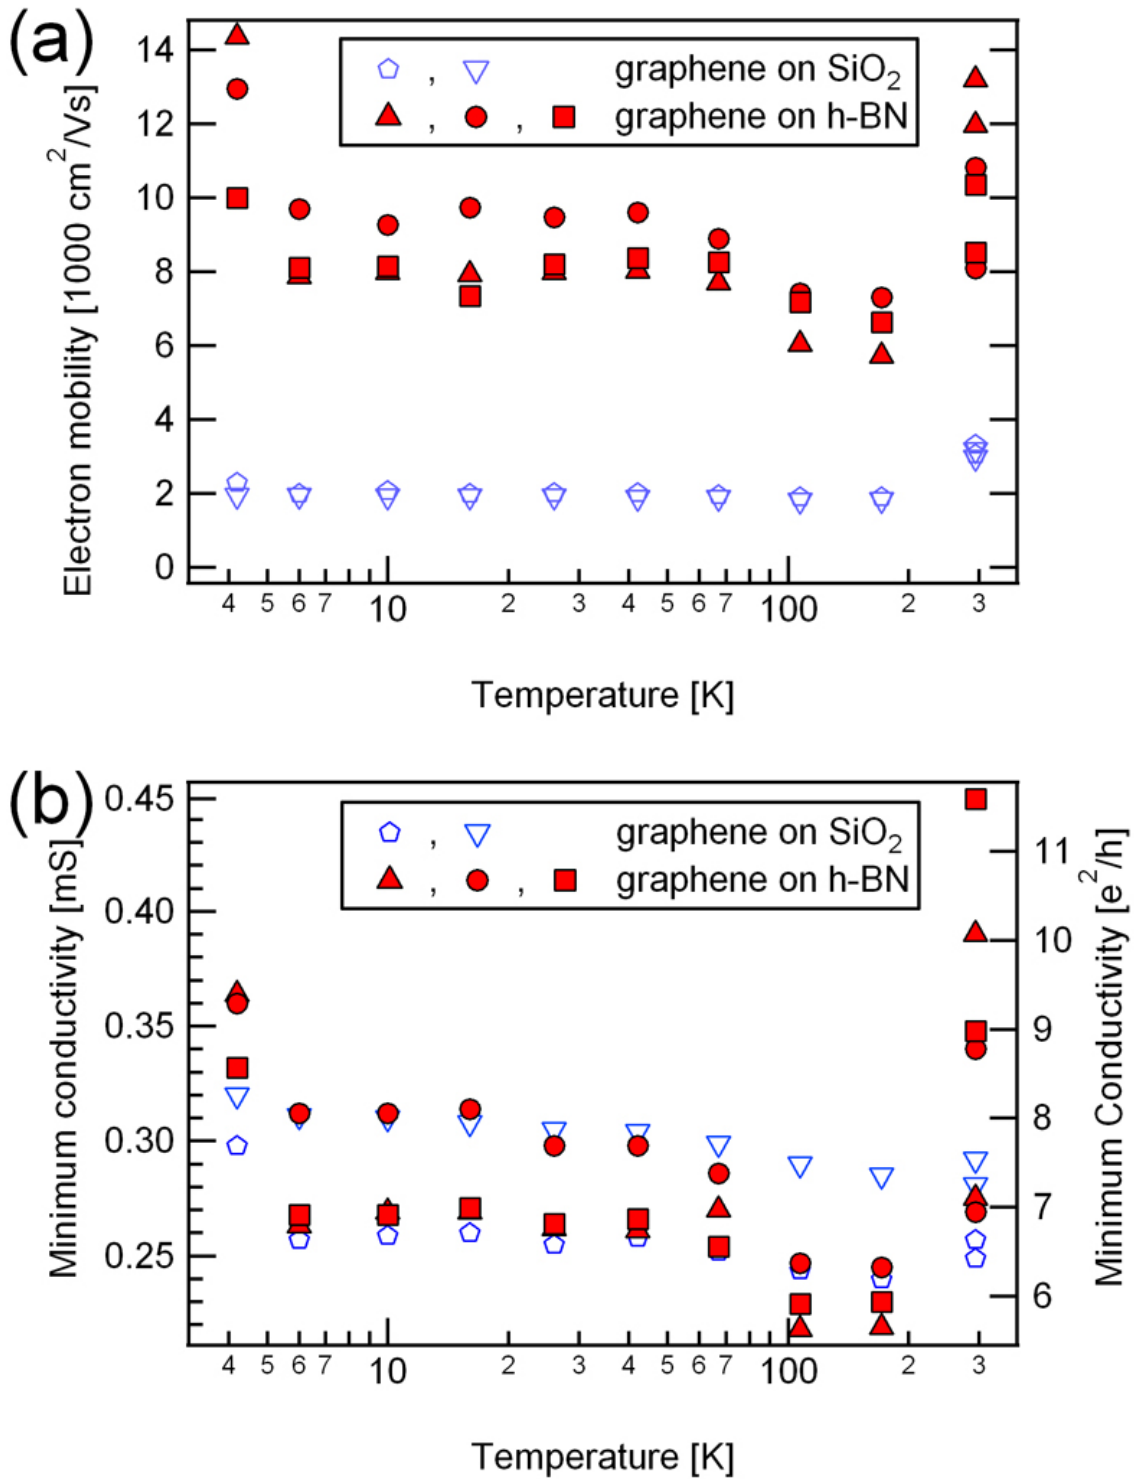 (a)
14
12
10
8
6
4
2
0
Electron mobility [1000 cm²/Vs]
, graphene on SiO₂
, , graphene on h-BN
4 5 6 7 10 2 3 4 5 6 7 100 2 3
Temperature [K]
(b)
0.45
0.40
0.35
0.30
0.25
Minimum conductivity [mS]
, graphene on SiO₂
, , graphene on h-BN
11
10
9
8
7
6
Minimum Conductivity [e²/h]
4 5 6 7 10 2 3 4 5 6 7 100 2 3
Temperature [K]